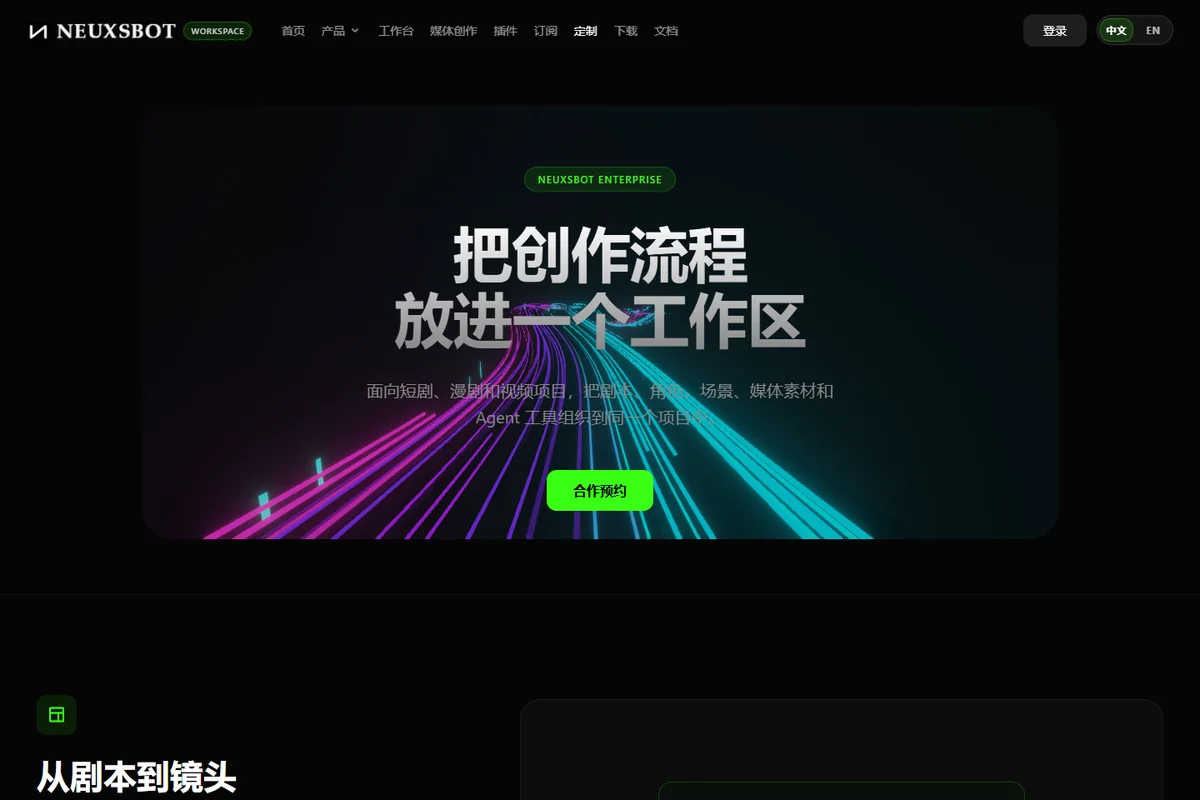 NEUXSBOT WORKSPACE 首页 产品 工作台 媒体创作 插件 订阅 定制 下载 文档 登录 中文 EN
NEUXSBOT ENTERPRISE
把创作流程
放进一个工作区
面向短剧、漫剧和视频项目，把剧本、角色、场景、媒体素材和
Agent 工具组织到同一个项目中。
合作预约
从剧本到镜头